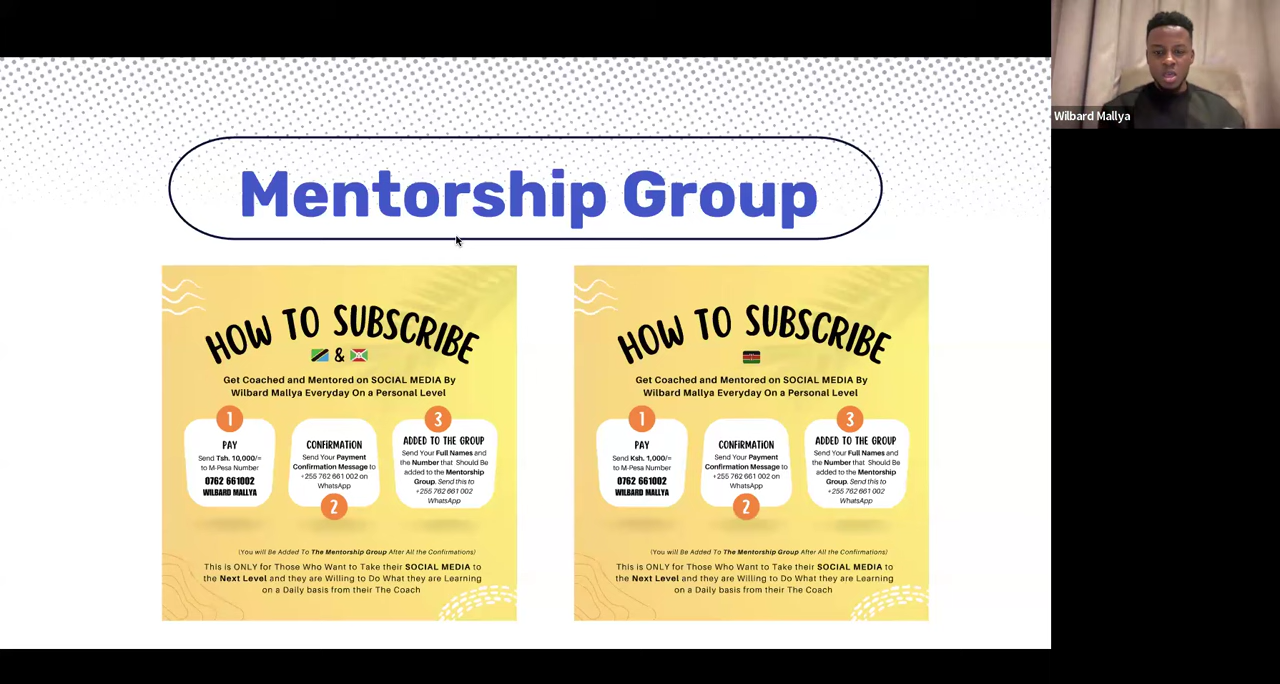 Wilbard Mallya
Mentorship Group
HOW TO SUBSCRIBE
&
Get Coached and Mentored on SOCIAL MEDIA By
Wilbard Mallya Everyday On a Personal Level
1
PAY
Send Tsh. 10,000/=
to M-Pesa Number
0762 661002
WILBARD MALLYA
CONFIRMATION
Send Your Payment
Confirmation Message to
+255 762 661 002 on
WhatsApp
2
3
ADDED TO THE GROUP
Send Your Full Names and
the Number that Should Be
added to the Mentorship
Group. Send this to
+255 762 661 002
WhatsApp
(You will Be Added To The Mentorship Group After All the Confirmations)
This is ONLY for Those Who Want to Take their SOCIAL MEDIA to
the Next Level and they are Willing to Do What they are Learning
on a Daily basis from their The Coach
HOW TO SUBSCRIBE
Get Coached and Mentored on SOCIAL MEDIA By
Wilbard Mallya Everyday On a Personal Level
1
PAY
Send Ksh. 1,000/=
to M-Pesa Number
0762 661002
WILBARD MALLYA
CONFIRMATION
Send Your Payment
Confirmation Message to
+255 762 661 002 on
WhatsApp
2
3
ADDED TO THE GROUP
Send Your Full Names and
the Number that Should Be
added to the Mentorship
Group. Send this to
+255 762 661 002
WhatsApp
(You will Be Added To The Mentorship Group After All the Confirmations)
This is ONLY for Those Who Want to Take their SOCIAL MEDIA to
the Next Level and they are Willing to Do What they are Learning
on a Daily basis from their The Coach